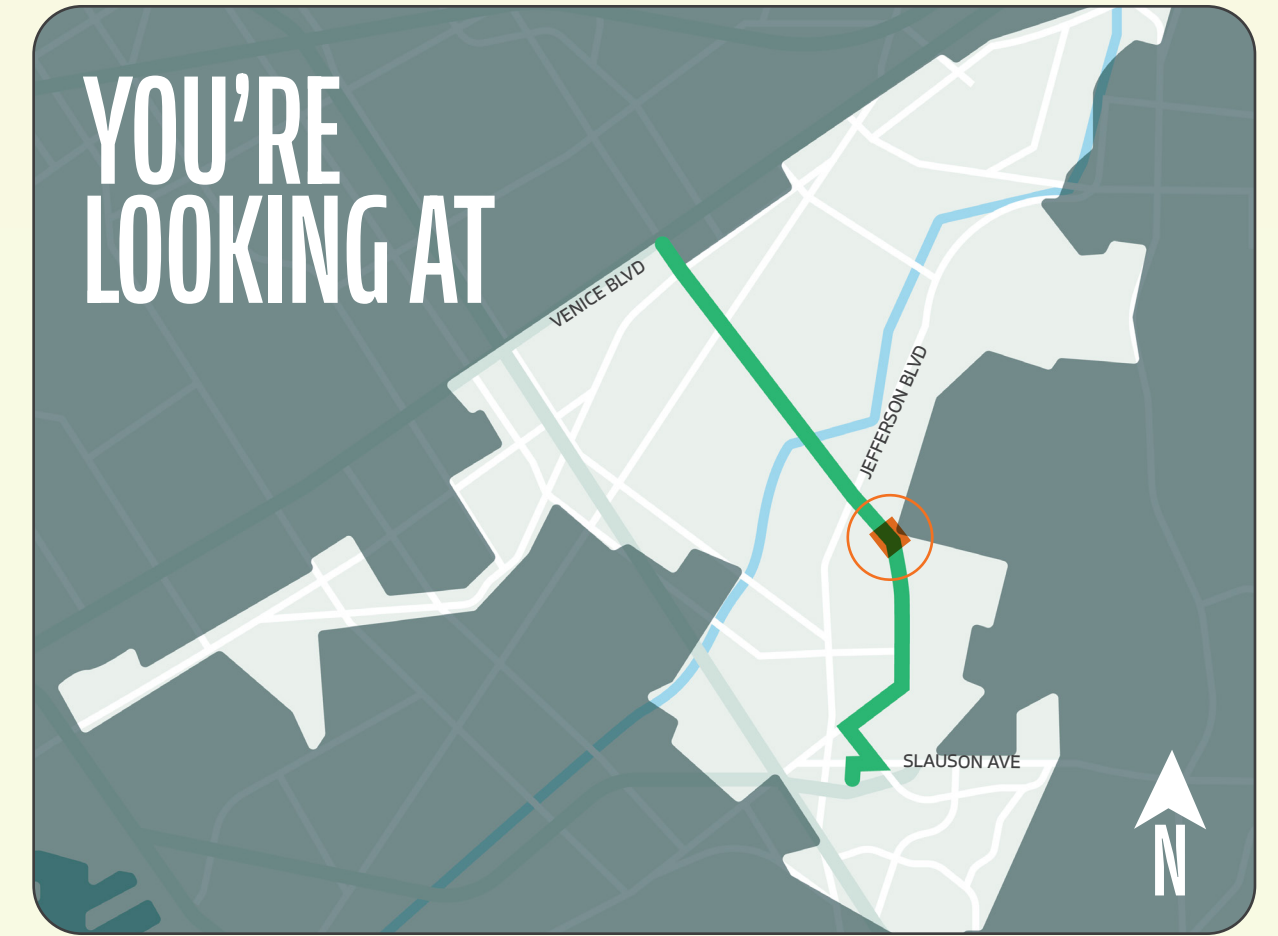 YOU’RE
LOOKING AT
VENICE BLVD
JEFFERSON BLVD
SLAUSON AVE
N